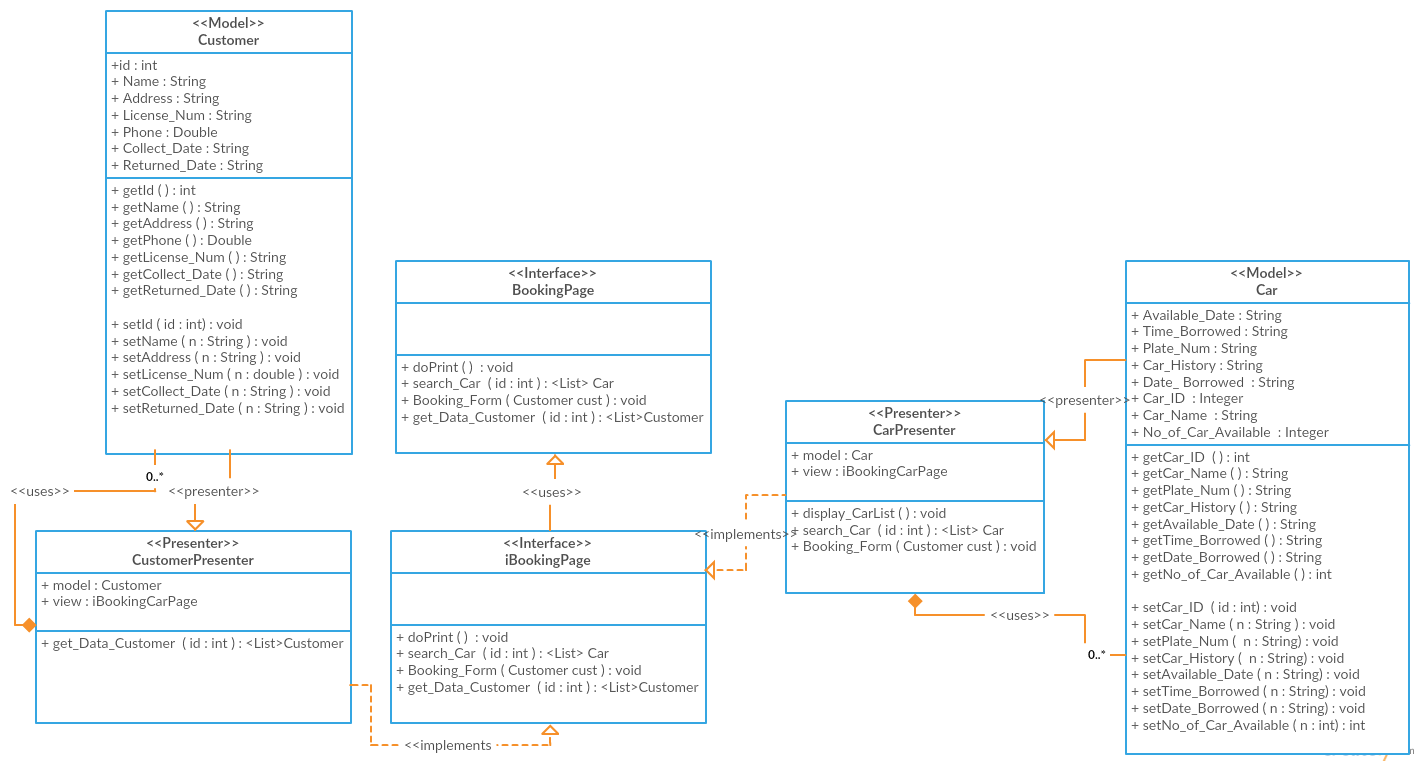 <<Model>>
Customer
+id : int
+ Name : String
+ Address : String
+ License_Num : String
+ Phone : Double
+ Collect_Date : String
+ Returned_Date : String
+ getId ( ) : int
+ getName ( ) : String
+ getAddress ( ) : String
+ getPhone ( ) : Double
+ getLicense_Num ( ) : String
+ getCollect_Date ( ) : String
+ getReturned_Date ( ) : String
+ setId ( id : int) : void
+ setName ( n : String ) : void
+ setAddress ( n : String ) : void
+ setLicense_Num ( n : double ) : void
+ setCollect_Date ( n : String ) : void
+ setReturned_Date ( n : String ) : void
0..*
<<uses>>
<<presenter>>
<<Presenter>>
CustomerPresenter
+ model : Customer
+ view : iBookingCarPage
+ get_Data_Customer ( id : int ) : <List>Customer
<<implements
<<Interface>>
BookingPage
+ doPrint ( ) : void
+ search_Car ( id : int ) : <List> Car
+ Booking_Form ( Customer cust ) : void
+ get_Data_Customer ( id : int ) : <List>Customer
<<uses>>
<<Interface>>
iBookingPage
+ doPrint ( ) : void
+ search_Car ( id : int ) : <List> Car
+ Booking_Form ( Customer cust ) : void
+ get_Data_Customer ( id : int ) : <List>Customer
<<implements>>
<<Presenter>>
CarPresenter
+ model : Car
+ view : iBookingCarPage
+ display_CarList ( ) : void
+ search_Car ( id : int ) : <List> Car
+ Booking_Form ( Customer cust ) : void
<<presenter>>
<<uses>>
0..*
<<Model>>
Car
+ Available_Date : String
+ Time_Borrowed : String
+ Plate_Num : String
+ Car_History : String
+ Date_ Borrowed : String
+ Car_ID : Integer
+ Car_Name : String
+ No_of_Car_Available : Integer
+ getCar_ID ( ) : int
+ getCar_Name ( ) : String
+ getPlate_Num ( ) : String
+ getCar_History ( ) : String
+ getAvailable_Date ( ) : String
+ getTime_Borrowed ( ) : String
+ getDate_Borrowed ( ) : String
+ getNo_of_Car_Available ( ) : int
+ setCar_ID ( id : int) : void
+ setCar_Name ( n : String ) : void
+ setPlate_Num ( n : String) : void
+ setCar_History ( n : String) : void
+ setAvailable_Date ( n : String) : void
+ setTime_Borrowed ( n : String) : void
+ setDate_Borrowed ( n : String) : void
+ setNo_of_Car_Available ( n : int) : int